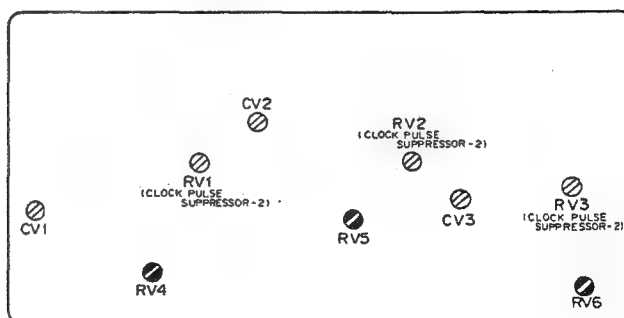 CV2
RV2
(CLOCK PULSE
SUPPRESSOR-2)
RV1
(CLOCK PULSE
SUPPRESSOR-2)
CV1
RV4
RV5
CV3
RV3
(CLOCK PULSE
SUPPRESSOR-2)
RV6